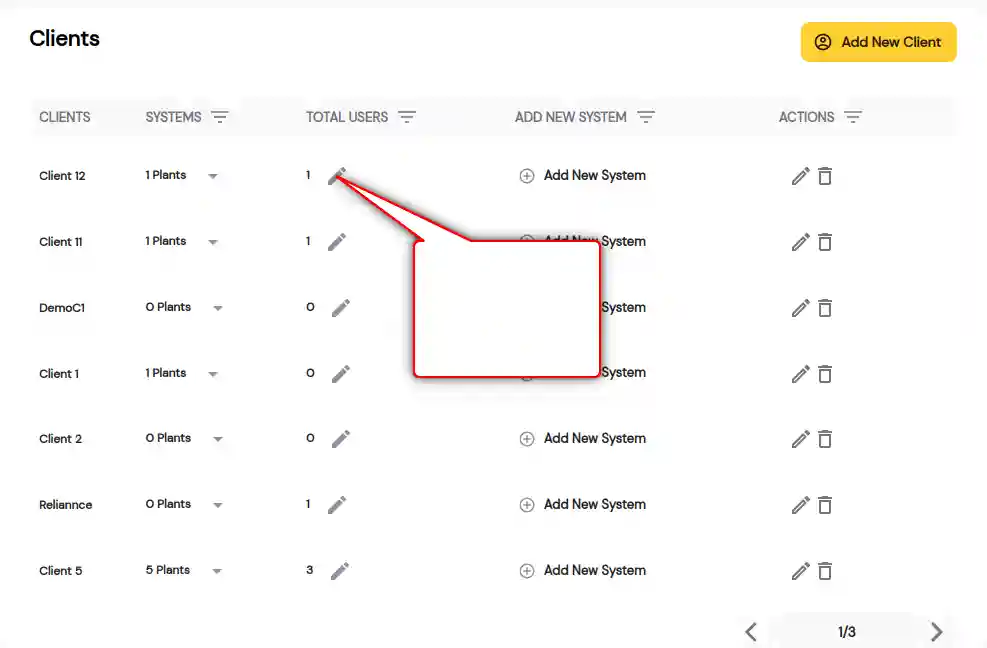 Clients
Add New Client
CLIENTS SYSTEMS TOTAL USERS ADD NEW SYSTEM ACTIONS
Client 12 1 Plants 1 Add New System
Client 11 1 Plants 1 Add New System
DemoC1 0 Plants 0 System
Client 1 1 Plants 0 System
Client 2 0 Plants 0 Add New System
Reliannce 0 Plants 1 Add New System
Client 5 5 Plants 3 Add New System
1/3